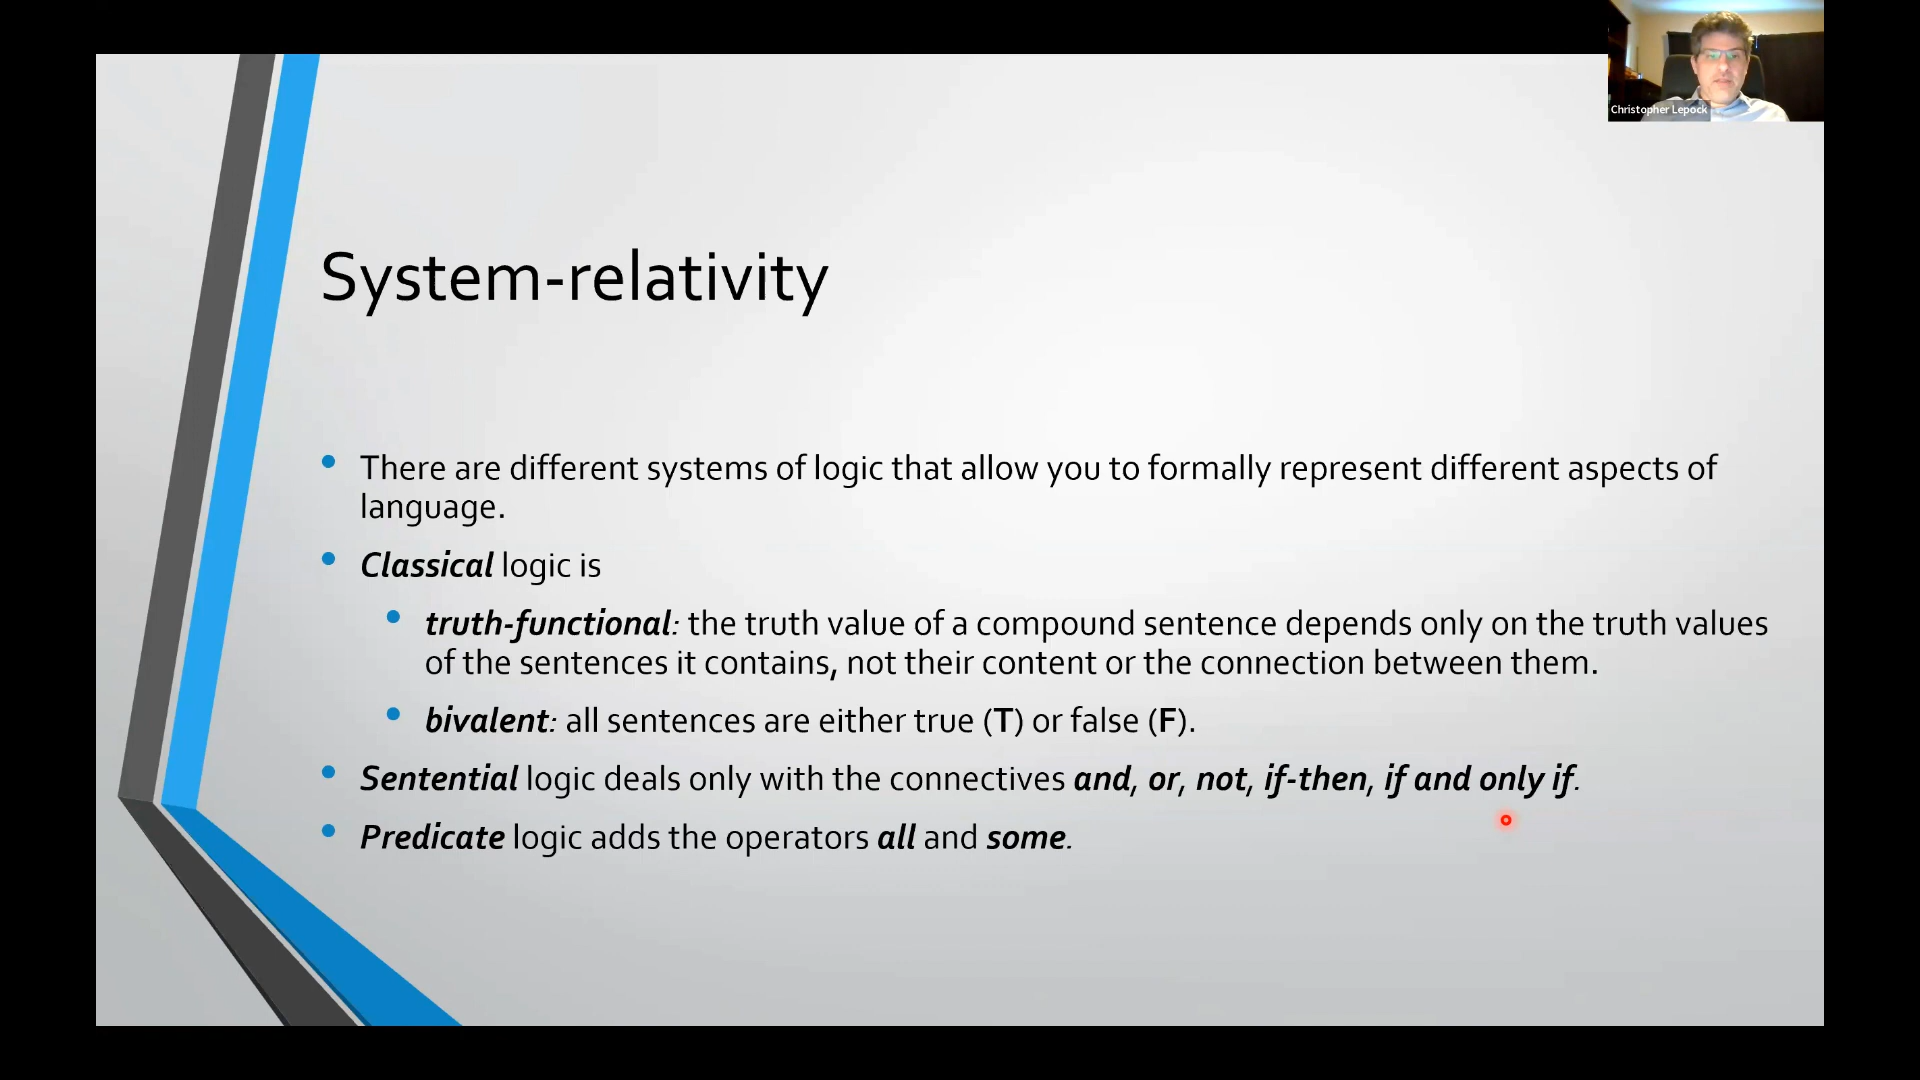 Christopher Lepock
System-relativity
• There are different systems of logic that allow you to formally represent different aspects of
language.
• Classical logic is
• truth-functional: the truth value of a compound sentence depends only on the truth values
of the sentences it contains, not their content or the connection between them.
• bivalent: all sentences are either true (T) or false (F).
• Sentential logic deals only with the connectives and, or, not, if-then, if and only if.
• Predicate logic adds the operators all and some.